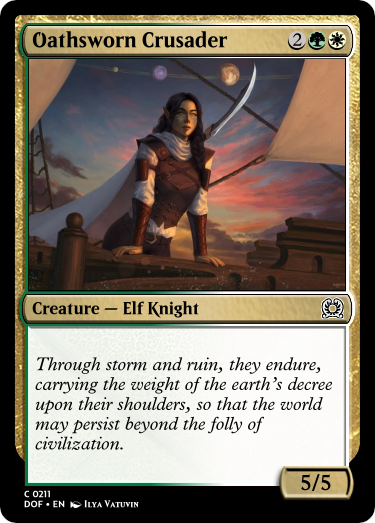 Oathsworn Crusader 2
Creature — Elf Knight
Through storm and ruin, they endure,
carrying the weight of the earth's decree
upon their shoulders, so that the world
may persist beyond the folly of
civilization.
5/5
C 0211
DOF • EN Ilya Vatuvin